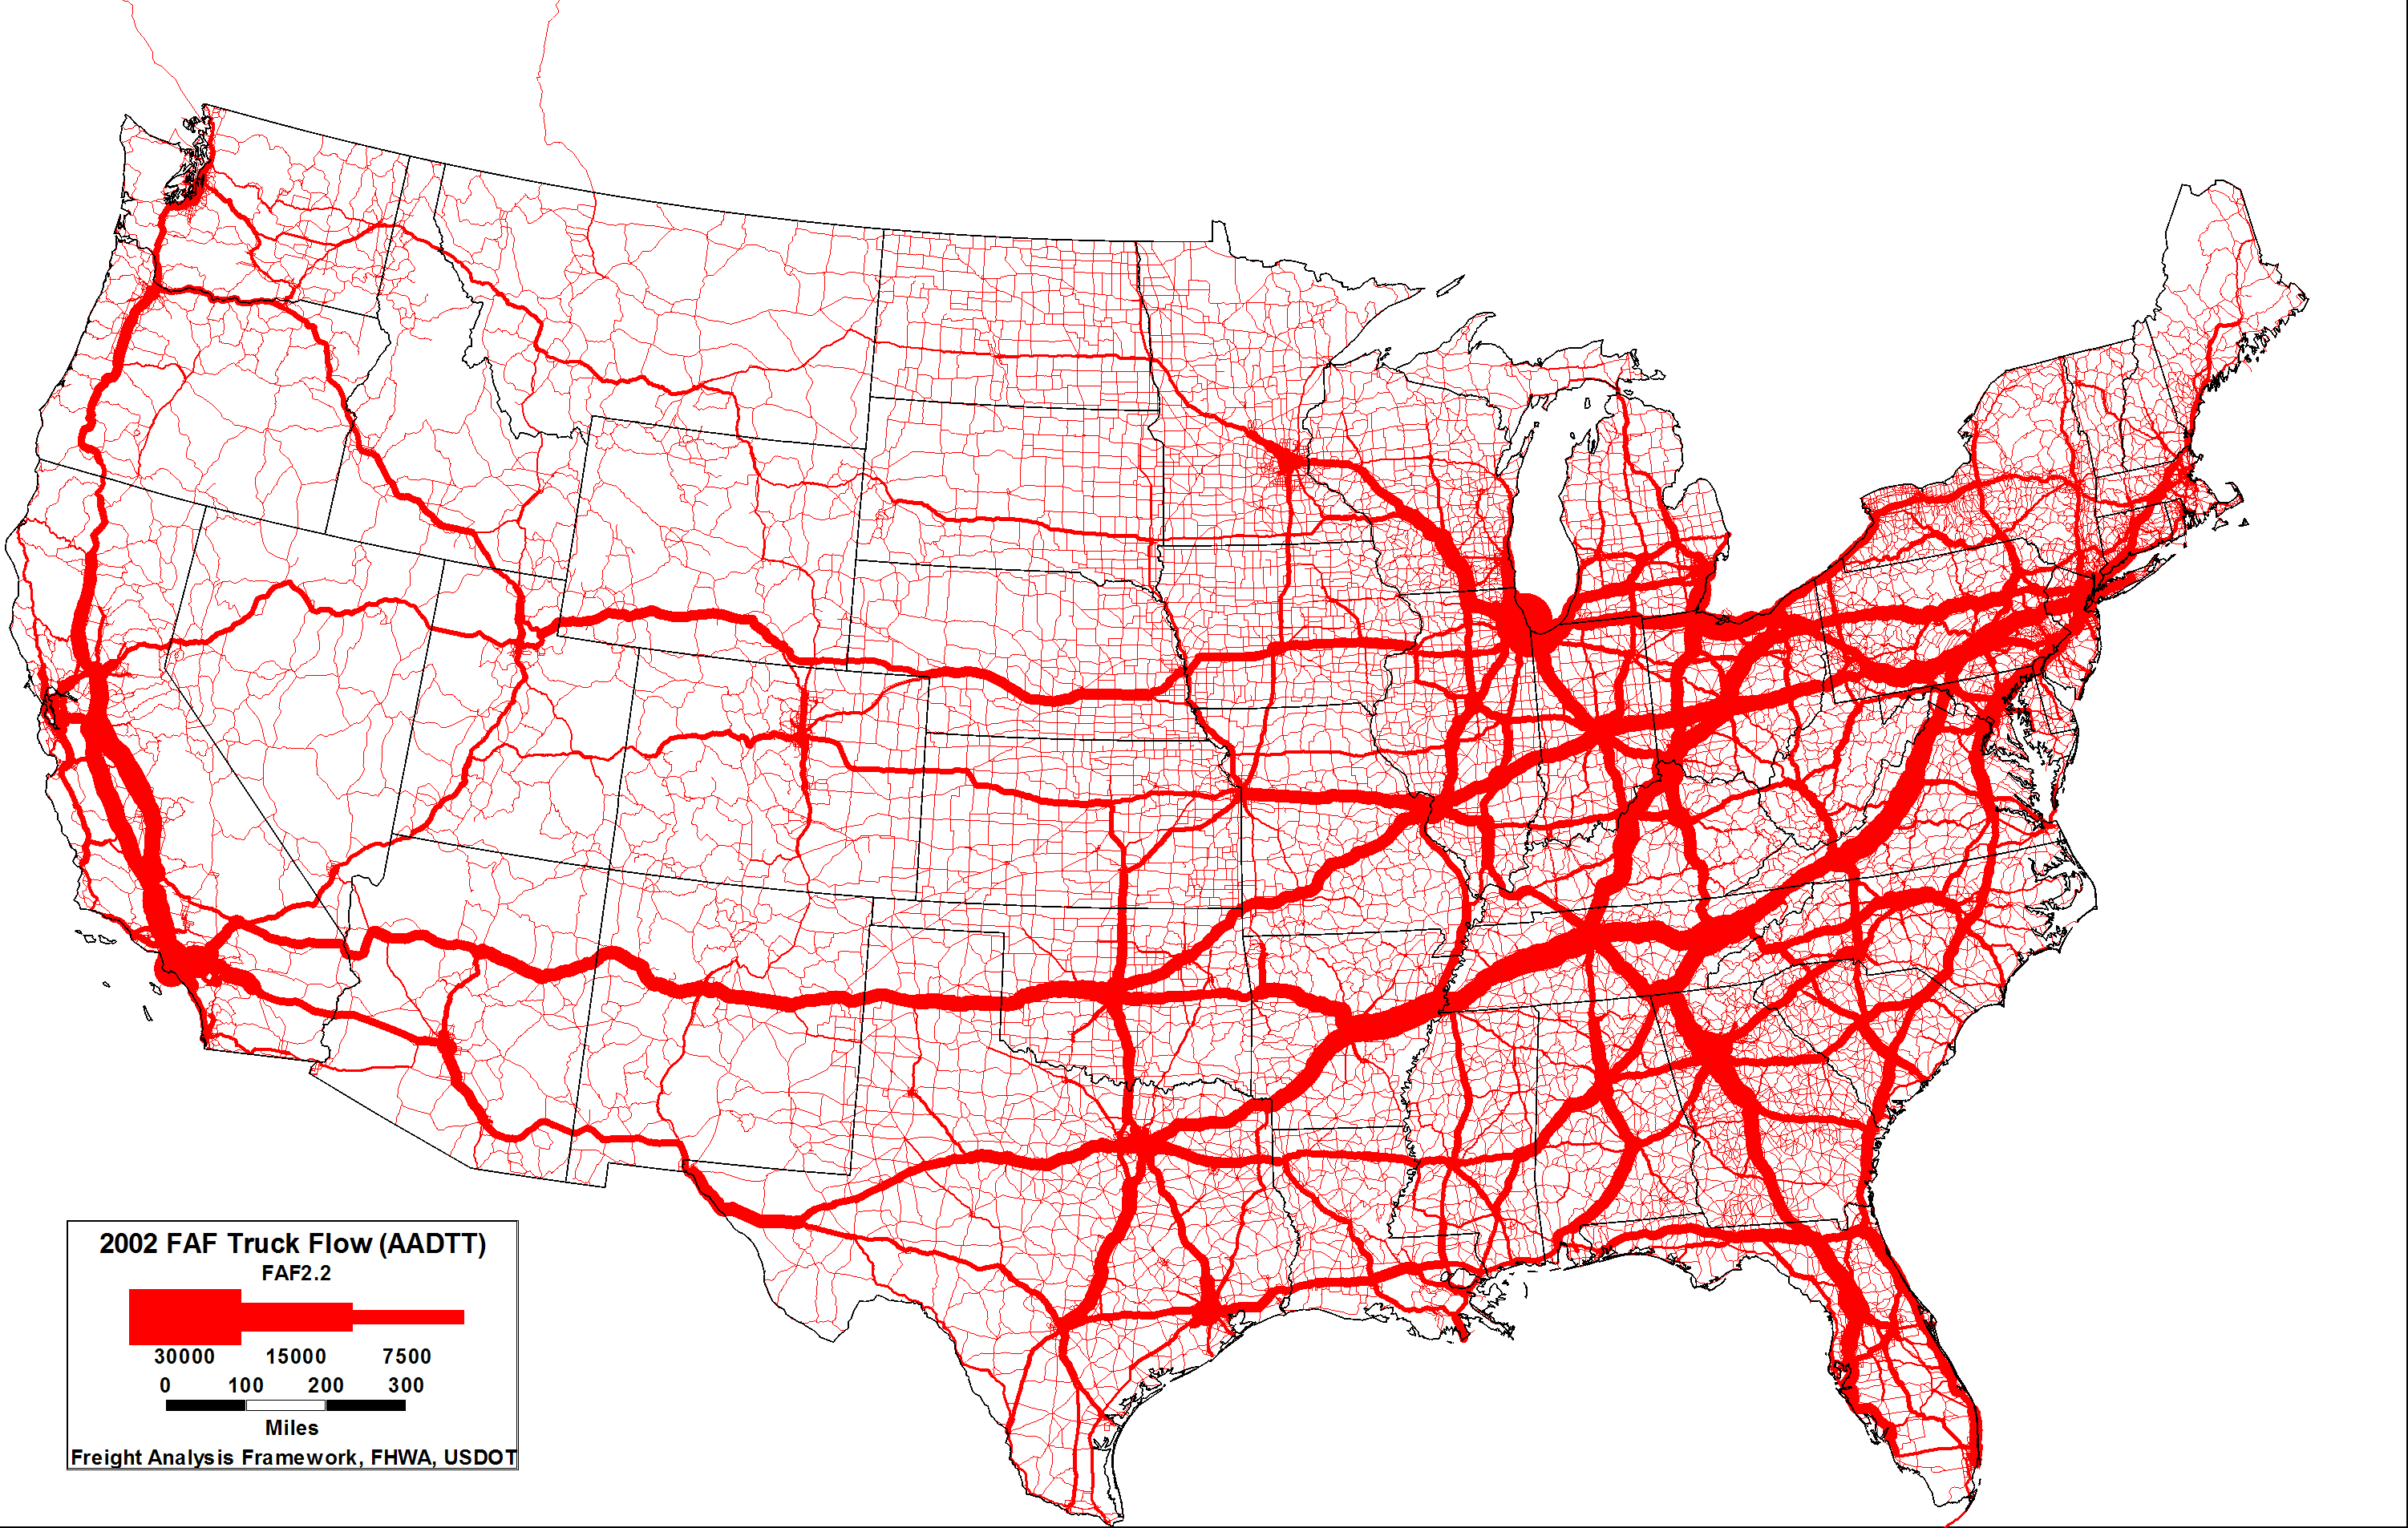 2002 FAF Truck Flow (AADTT)
FAF2.2
30000 15000 7500
0 100 200 300
Miles
Freight Analysis Framework, FHWA, USDOT